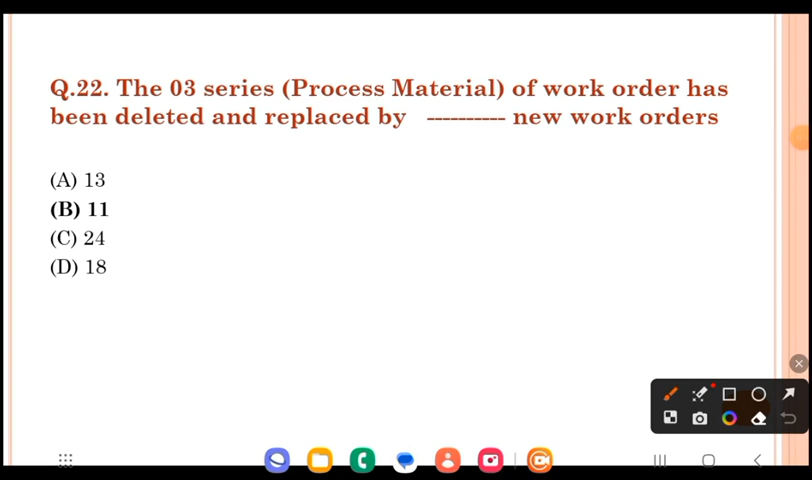 Q.22. The 03 series (Process Material) of work order has
been deleted and replaced by ---------- new work orders
(A) 13
(B) 11
(C) 24
(D) 18